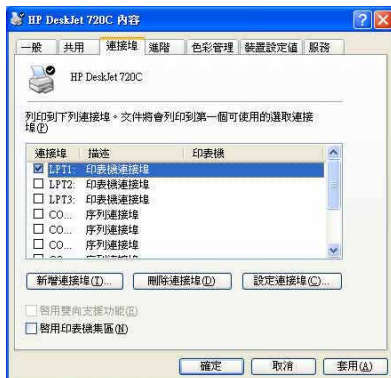 HP DeskJet 720C 內容
一般 共用 連接埠 進階 色彩管理 裝置設定值 服務
HP DeskJet 720C
列印到下列連接埠。文件將會列印到第一個可使用的選取連接
埠(P)
連接埠 描述 印表機
LPT1: 印表機連接埠
LPT2: 印表機連接埠
LPT3: 印表機連接埠
CO... 序列連接埠
CO... 序列連接埠
CO... 序列連接埠
新增連接埠(T)... 刪除連接埠(D) 設定連接埠(C)...
啟用雙向支援功能(E)
啟用印表機集區(N)
確定 取消 套用(A)